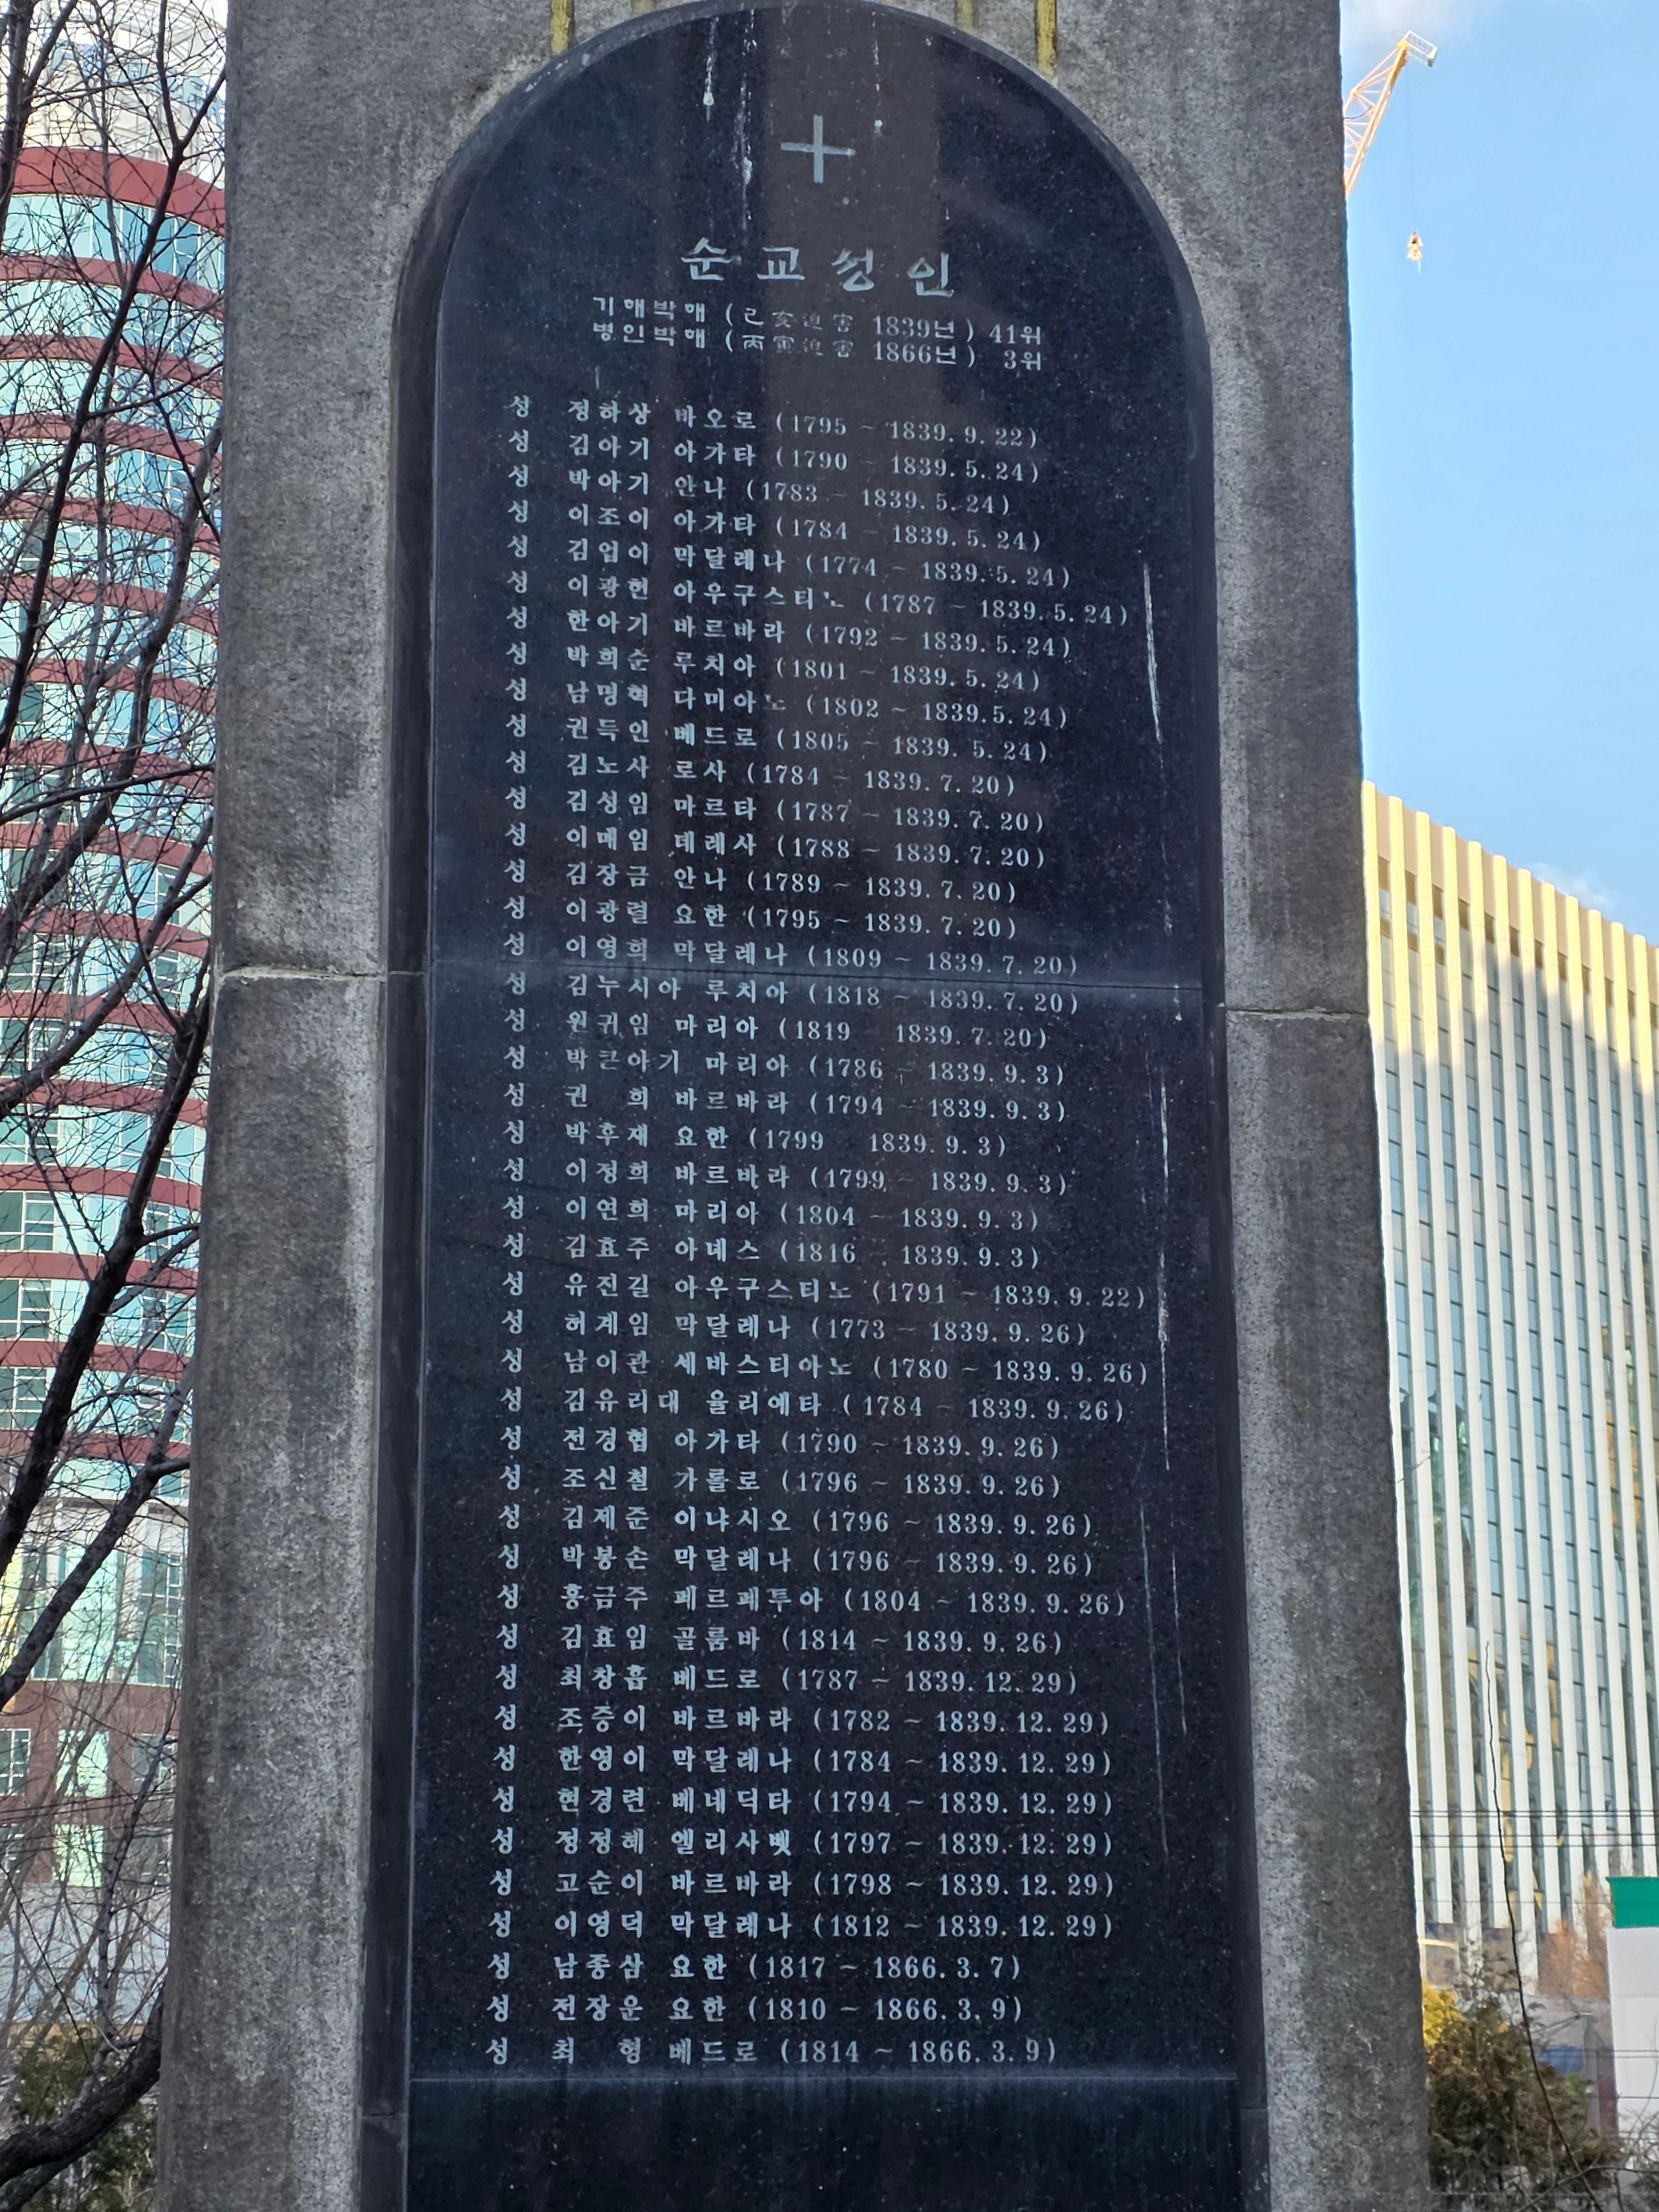 순교성인
기해박해 (己亥迫害 1839년) 41위
병인박해 (丙寅迫害 1866년) 3위
성 정하상 바오로 (1795 ~ 1839. 9. 22)
성 김아기 아가타 (1790 ~ 1839. 5. 24)
성 박아기 안나 (1783 ~ 1839. 5. 24)
성 이조이 아가타 (1784 ~ 1839. 5. 24)
성 김업이 막달레나 (1774 ~ 1839. 5. 24)
성 이광헌 아우구스티노 (1787 ~ 1839. 5. 24)
성 한아기 바르바라 (1792 ~ 1839. 5. 24)
성 박희순 루치아 (1801 ~ 1839. 5. 24)
성 남명혁 다미아노 (1802 ~ 1839. 5. 24)
성 권득인 베드로 (1805 ~ 1839. 5. 24)
성 김노사 로사 (1784 ~ 1839. 7. 20)
성 김성임 마르타 (1787 ~ 1839. 7. 20)
성 이매임 데레사 (1788 ~ 1839. 7. 20)
성 김장금 안나 (1789 ~ 1839. 7. 20)
성 이광렬 요한 (1795 ~ 1839. 7. 20)
성 이영희 막달레나 (1809 ~ 1839. 7. 20)
성 김누시아 루치아 (1818 ~ 1839. 7. 20)
성 원귀임 마리아 (1819 ~ 1839. 7. 20)
성 박큰아기 마리아 (1786 ~ 1839. 9. 3)
성 권 희 바르바라 (1794 ~ 1839. 9. 3)
성 박후재 요한 (1799 ~ 1839. 9. 3)
성 이정희 바르바라 (1799 ~ 1839. 9. 3)
성 이연희 마리아 (1804 ~ 1839. 9. 3)
성 김효주 아녜스 (1816 ~ 1839. 9. 3)
성 유진길 아우구스티노 (1791 ~ 1839. 9. 22)
성 허계임 막달레나 (1773 ~ 1839. 9. 26)
성 남이관 세바스티아노 (1780 ~ 1839. 9. 26)
성 김유리대 율리에타 (1784 ~ 1839. 9. 26)
성 전경협 아가타 (1790 ~ 1839. 9. 26)
성 조신철 가롤로 (1796 ~ 1839. 9. 26)
성 김제준 이냐시오 (1796 ~ 1839. 9. 26)
성 박봉손 막달레나 (1796 ~ 1839. 9. 26)
성 홍금주 페르페투아 (1804 ~ 1839. 9. 26)
성 김효임 골룸바 (1814 ~ 1839. 9. 26)
성 최창흡 베드로 (1787 ~ 1839. 12. 29)
성 조증이 바르바라 (1782 ~ 1839. 12. 29)
성 한영이 막달레나 (1784 ~ 1839. 12. 29)
성 현경련 베네딕타 (1794 ~ 1839. 12. 29)
성 정정혜 엘리사벳 (1797 ~ 1839. 12. 29)
성 고순이 바르바라 (1798 ~ 1839. 12. 29)
성 이영덕 막달레나 (1812 ~ 1839. 12. 29)
성 남종삼 요한 (1817 ~ 1866. 3. 7)
성 전장운 요한 (1810 ~ 1866. 3. 9)
성 최 형 베드로 (1814 ~ 1866. 3. 9)